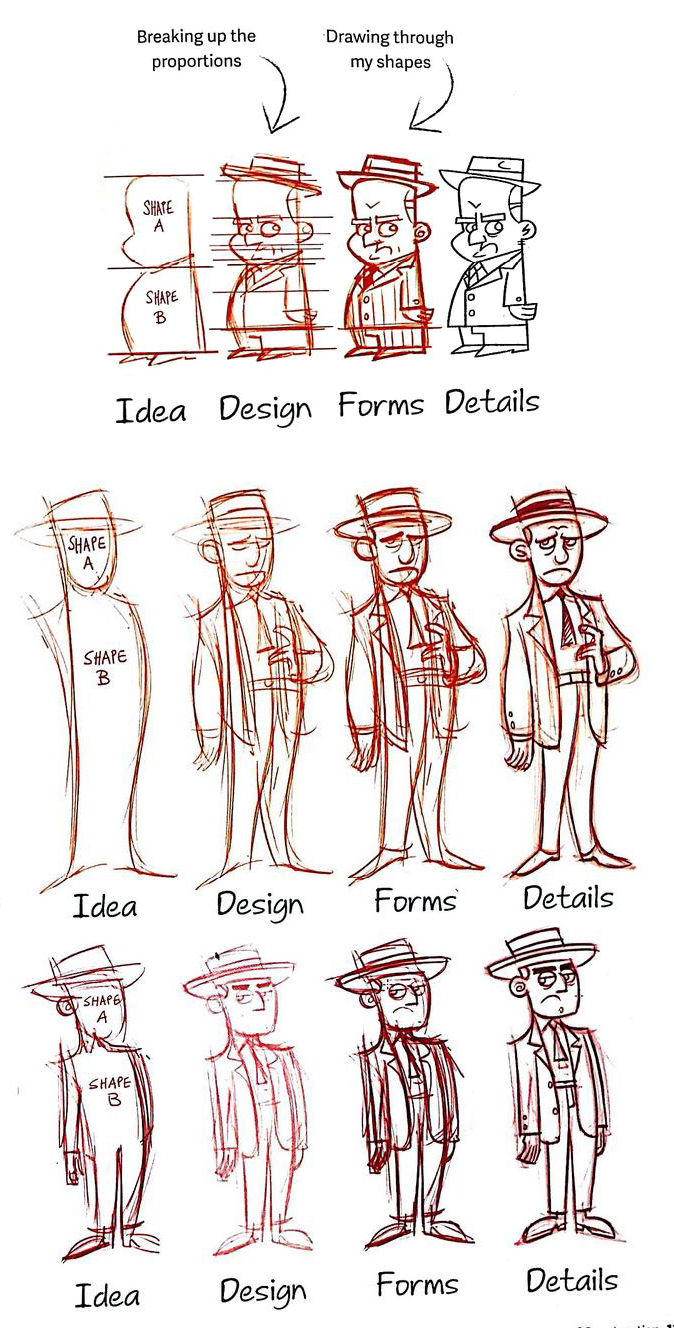 Breaking up the
proportions
Drawing through
my shapes
SHAPE
A
SHAPE
B
Idea Design Forms Details
SHAPE
A
SHAPE
B
Idea Design Forms Details
SHAPE
A
SHAPE
B
Idea Design Forms Details